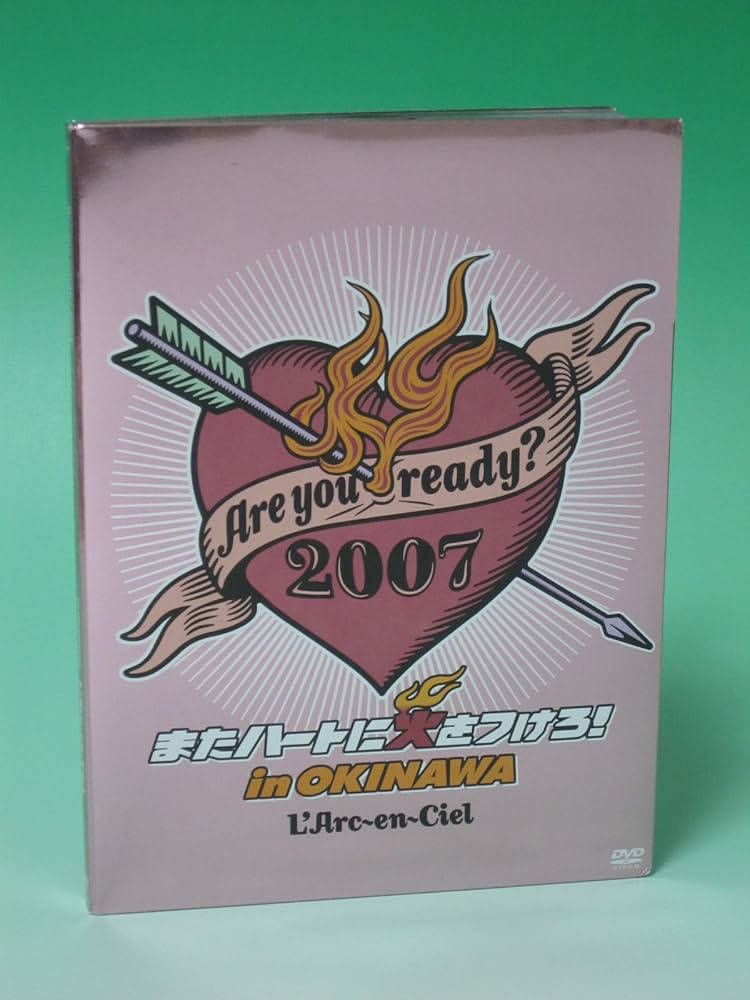 Are you ready?
2007
またハートに火をつけろ!
in OKINAWA
L'Arc~en~Ciel
DVD
VIDEO